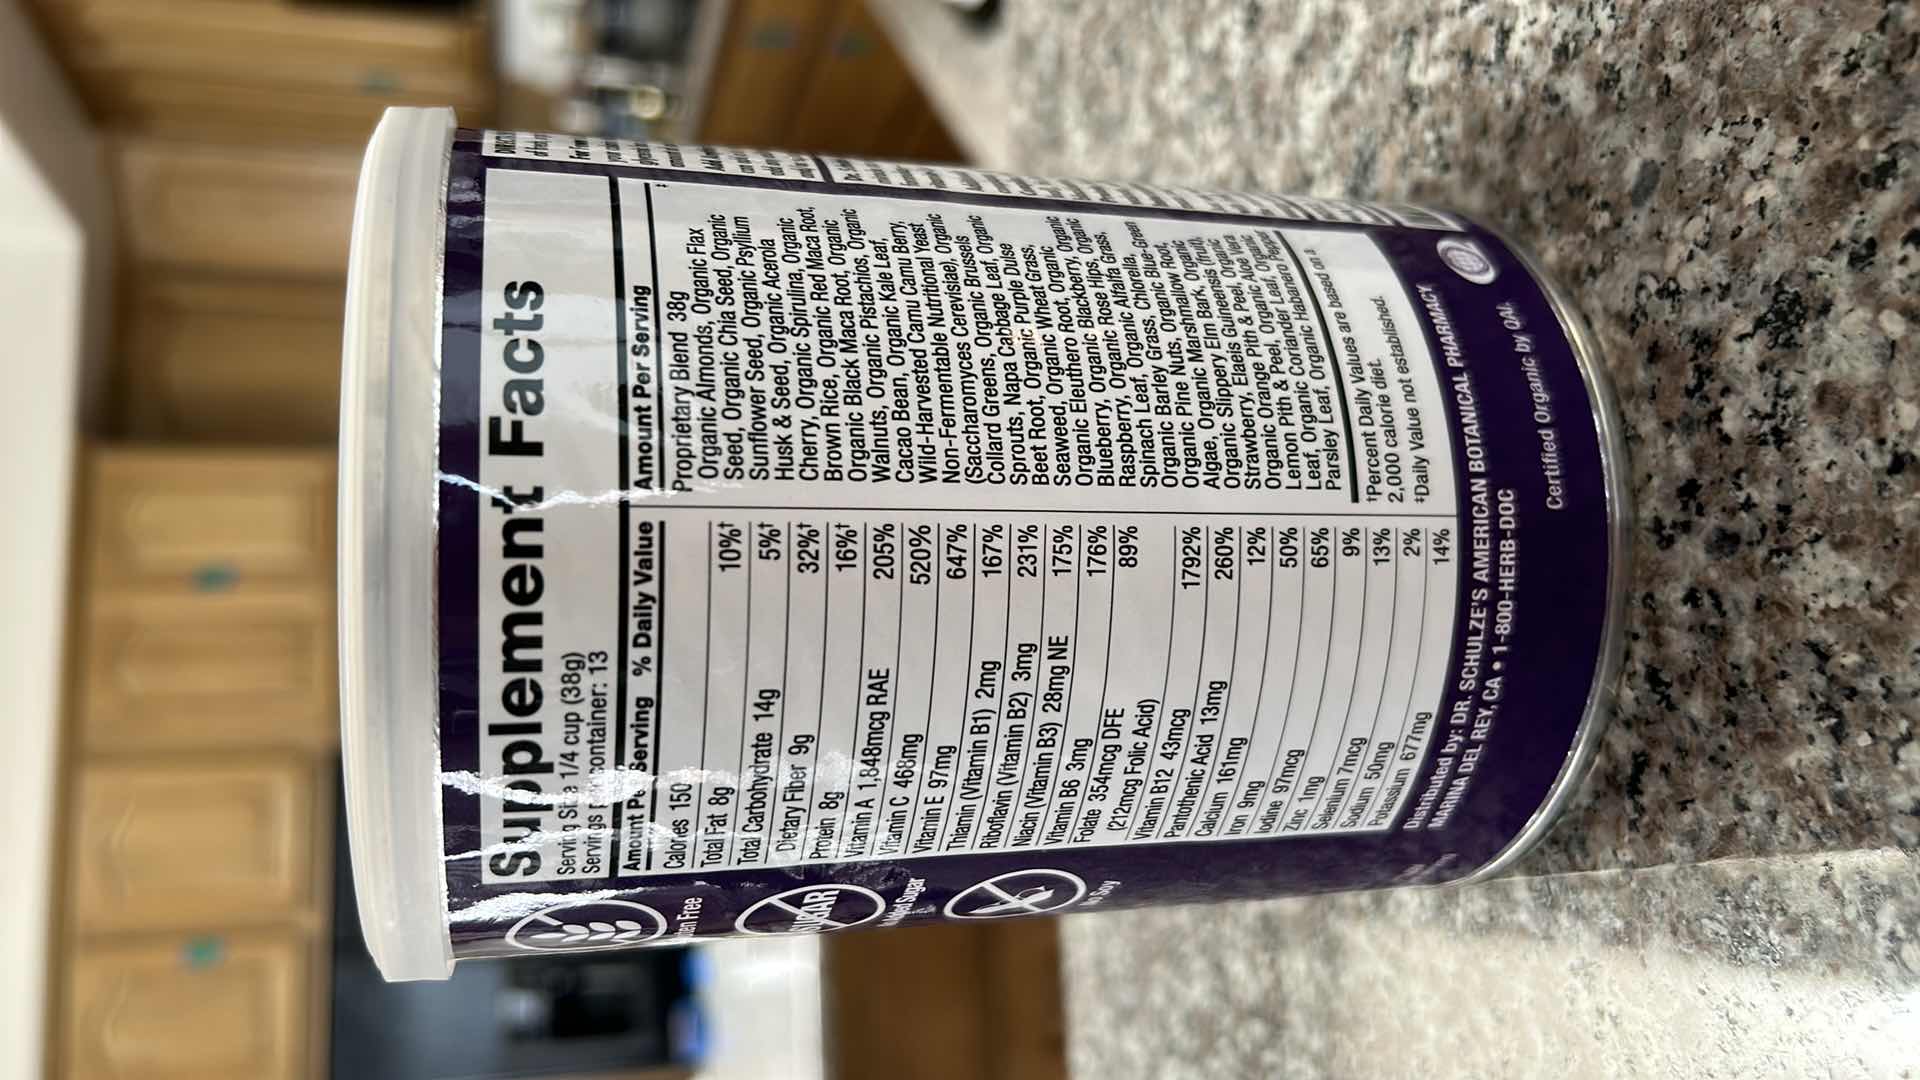 Supplement Facts
Serving Size 1/4 cup (38g)
Servings container: 13
Amount Per Serving % Daily Value
Calories 150
Total Fat 8g 10%†
Total Carbohydrate 14g 5%†
Dietary Fiber 9g 32%†
Protein 8g 16%†
Vitamin A 1,848mcg RAE 205%
Vitamin C 468mg 520%
Vitamin E 97mg 647%
Thiamin (Vitamin B1) 2mg 167%
Riboflavin (Vitamin B2) 3mg 231%
Niacin (Vitamin B3) 28mg NE 175%
Vitamin B6 3mg 176%
Folate 354mcg DFE 89%
(212mcg Folic Acid)
Vitamin B12 43mcg 1792%
Pantothenic Acid 13mg 260%
Calcium 161mg 12%
Iron 9mg 50%
Iodine 97mcg 65%
Zinc 1mg 9%
Selenium 7mcg 13%
Sodium 50mg 2%
Potassium 677mg 14%
Amount Per Serving
Proprietary Blend 38g ‡
Organic Almonds, Organic Flax
Seed, Organic Chia Seed, Organic
Sunflower Seed, Organic Psyllium
Husk & Seed, Organic Acerola
Cherry, Organic Spirulina, Organic
Brown Rice, Organic Red Maca Root,
Organic Black Maca Root, Organic
Walnuts, Organic Pistachios, Organic
Cacao Bean, Organic Kale Leaf,
Wild-Harvested Camu Camu Berry,
Non-Fermentable Nutritional Yeast
(Saccharomyces Cerevisiae), Organic
Collard Greens, Organic Brussels
Sprouts, Napa Cabbage Leaf, Organic
Beet Root, Organic Purple Dulse
Seaweed, Organic Wheat Grass,
Organic Eleuthero Root, Organic
Blueberry, Organic Blackberry, Organic
Raspberry, Organic Rose Hips, Organic
Spinach Leaf, Organic Alfalfa Grass,
Organic Barley Grass, Chlorella,
Organic Pine Nuts, Organic Blue-Green
Algae, Organic Marshmallow Root,
Organic Slippery Elm Bark, Organic
Strawberry, Elaeis Guineensis (fruit),
Organic Orange Pith & Peel, Organic
Lemon Pith & Peel, Organic Aloe Vera
Leaf, Organic Coriander Leaf, Organic
Parsley Leaf, Organic Habanero Pepper
†Percent Daily Values are based on a
2,000 calorie diet.
‡Daily Value not established.
Distributed by: DR. SCHULZE'S AMERICAN BOTANICAL PHARMACY
MARINA DEL REY, CA • 1-800-HERB-DOC
Certified Organic by QAI
Free
SUGAR
Sugar
No Soy